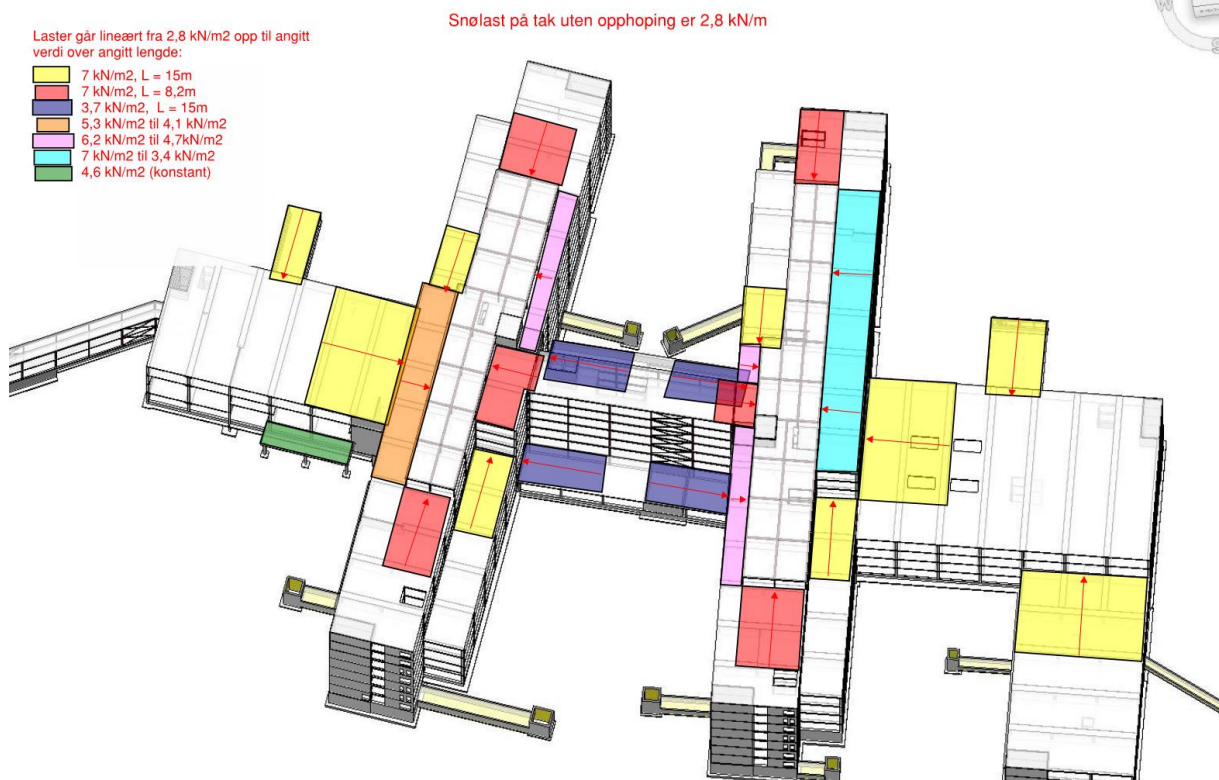 Snølast på tak uten opphoping er 2,8 kN/m
Laster går lineært fra 2,8 kN/m2 opp til angitt
verdi over angitt lengde:
7 kN/m2, L = 15m
7 kN/m2, L = 8,2m
3,7 kN/m2, L = 15m
5,3 kN/m2 til 4,1 kN/m2
6,2 kN/m2 til 4,7kN/m2
7 kN/m2 til 3,4 kN/m2
4,6 kN/m2 (konstant)